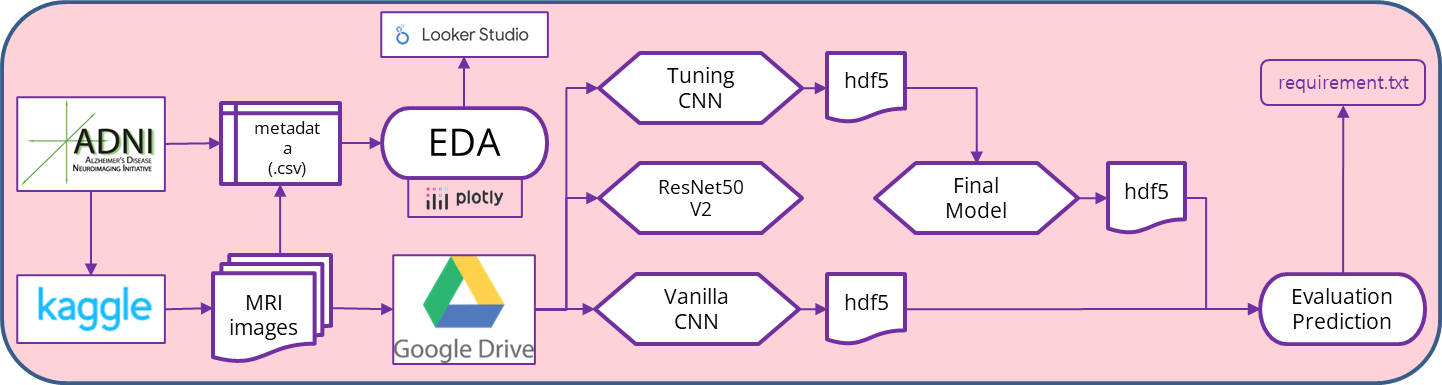 Looker Studio
Tuning
CNN
hdf5
requirement.txt
ADNI
ALZHEIMER'S DISEASE
NEUROIMAGING INITIATIVE
metadat
a
(.csv)
EDA
plotly
ResNet50
V2
Final
Model
hdf5
kaggle
MRI
images
Google Drive
Vanilla
CNN
hdf5
Evaluation
Prediction